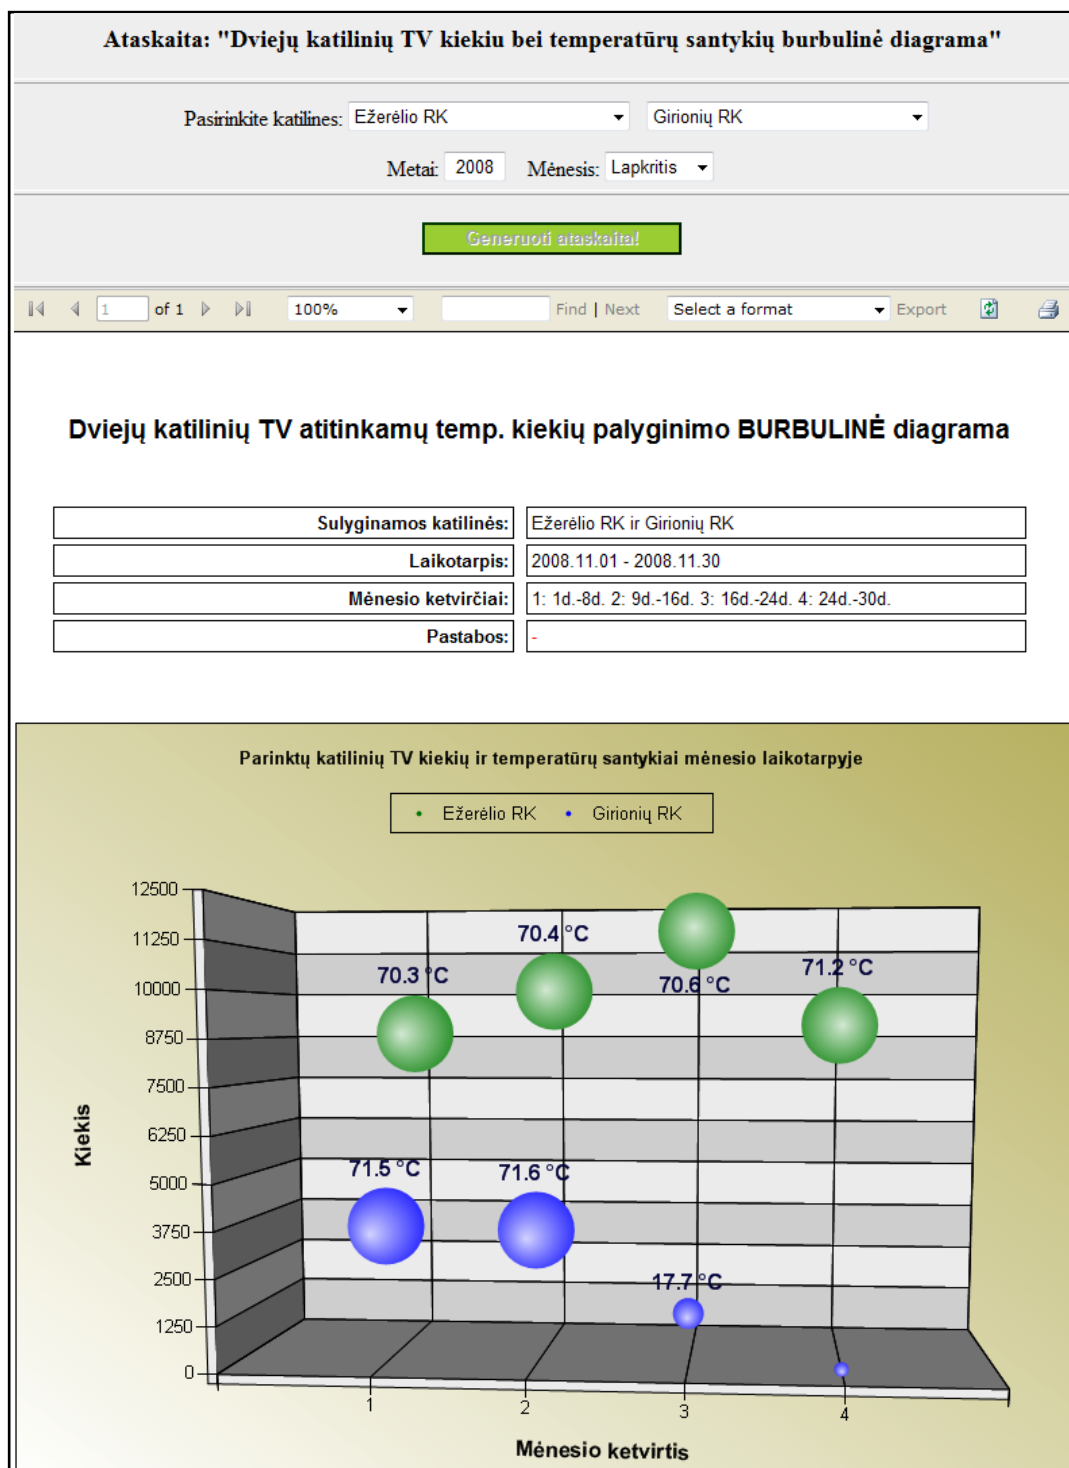 Ataskaita: "Dviejų katilinių TV kiekiu bei temperatūrų santykių burbulinė diagrama"
Pasirinkite katilines: Ežerėlio RK Girionių RK
Metai: 2008 Mėnesis: Lapkritis
Generuoti ataskaita!
1 of 1 100% Find | Next Select a format Export
Dviejų katilinių TV atitinkamų temp. kiekių palyginimo BURBULINĖ diagrama
Sulyginamos katilinės: Ežerėlio RK ir Girionių RK
Laikotarpis: 2008.11.01 - 2008.11.30
Mėnesio ketvirčiai: 1: 1d.-8d. 2: 9d.-16d. 3: 16d.-24d. 4: 24d.-30d.
Pastabos: -
Parinktų katilinių TV kiekių ir temperatūrų santykiai mėnesio laikotarpyje
Ežerėlio RK Girionių RK
12500
11250
10000
8750
7500
6250
5000
3750
2500
1250
0
Kiekis
70.3 °C
70.4 °C
70.6 °C
71.2 °C
71.5 °C
71.6 °C
17.7 °C
1 2 3 4
Mėnesio ketvirtis